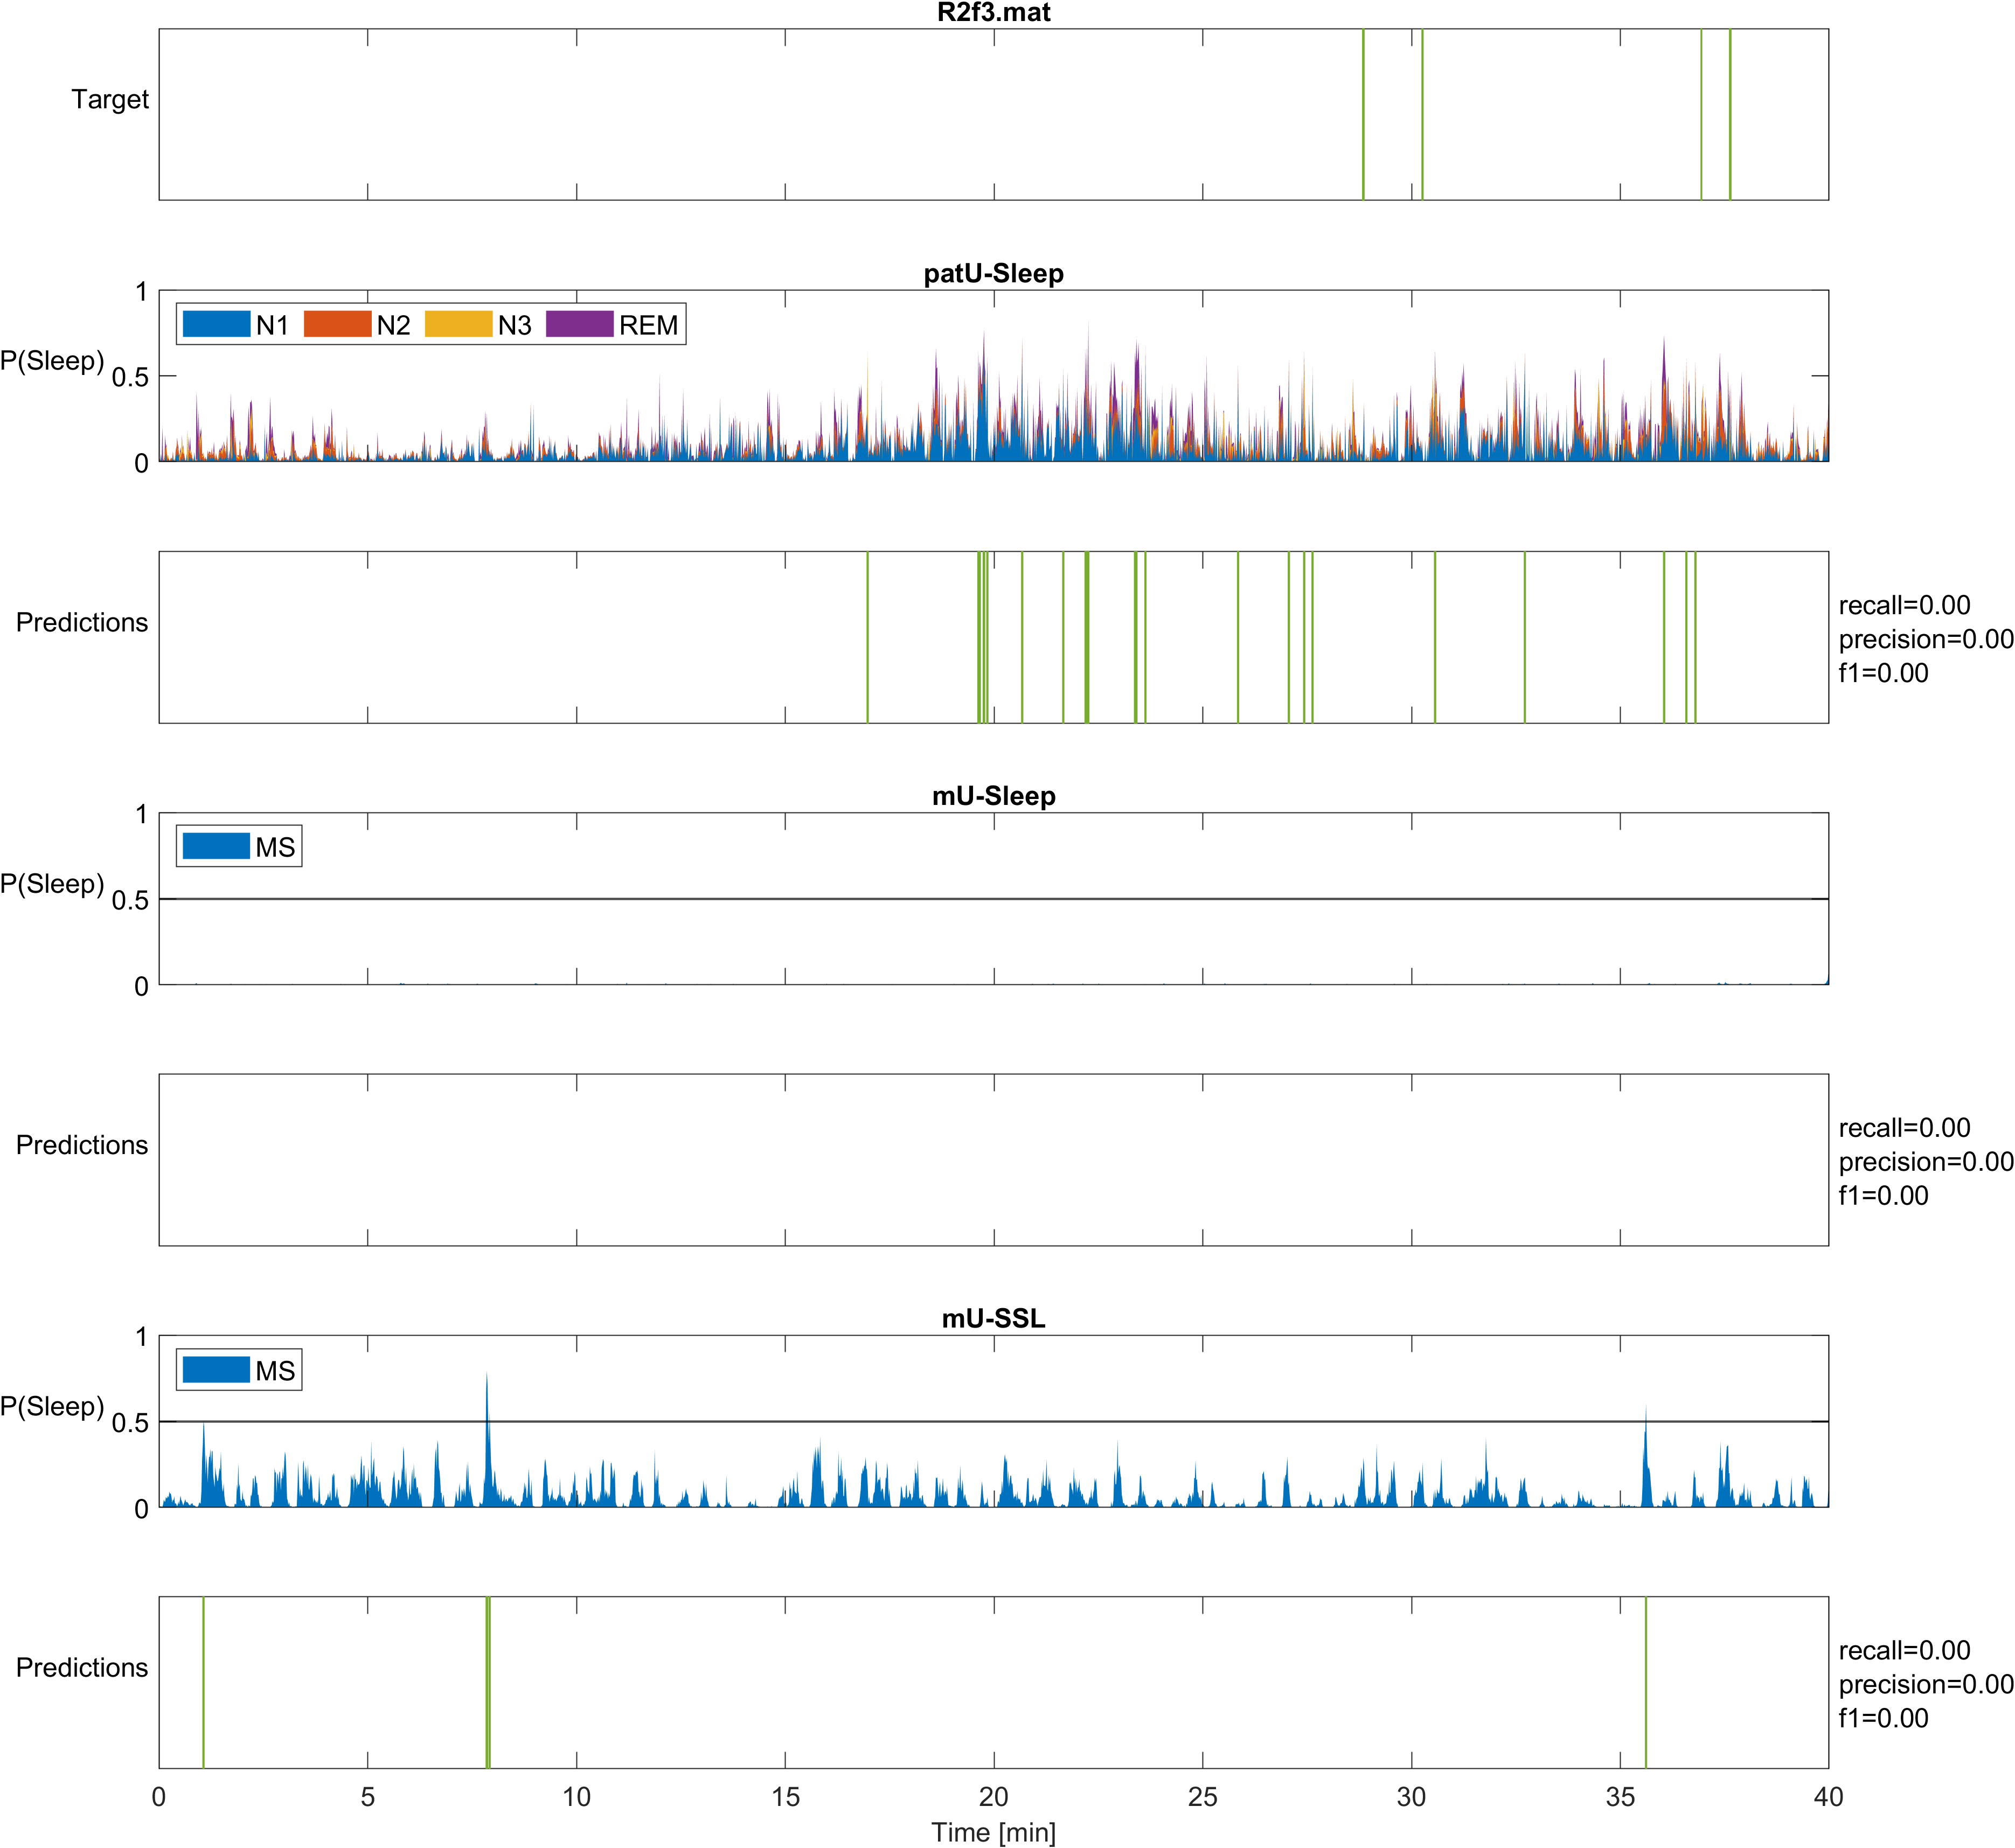 R2f3.mat
Target
patU-Sleep
1
N1 N2 N3 REM
P(Sleep)
0.5
0
Predictions
recall=0.00
precision=0.00
f1=0.00
mU-Sleep
1
MS
P(Sleep)
0.5
0
Predictions
recall=0.00
precision=0.00
f1=0.00
mU-SSL
1
MS
P(Sleep)
0.5
0
Predictions
recall=0.00
precision=0.00
f1=0.00
0 5 10 15 20 25 30 35 40
Time [min]